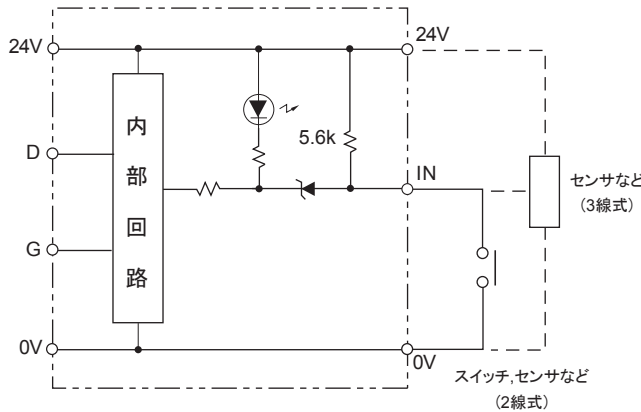 24V
24V
D
G
0V
内
部
回
路
5.6k
IN
0V
センサなど
(3線式)
スイッチ,センサなど
(2線式)